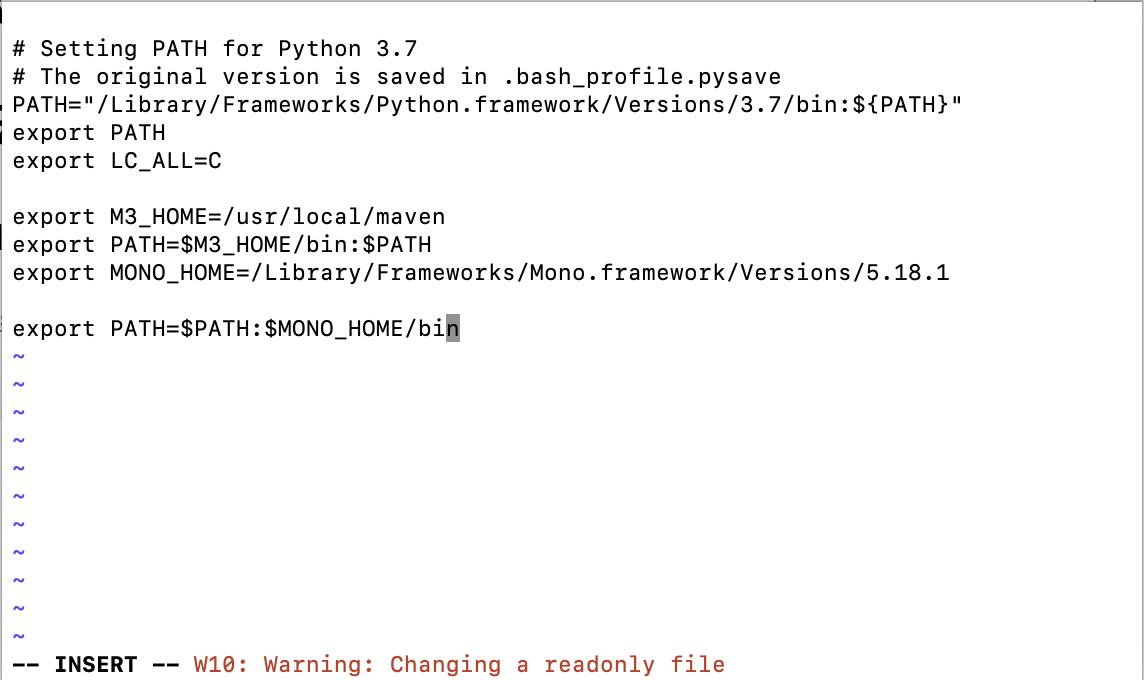 # Setting PATH for Python 3.7
# The original version is saved in .bash_profile.pysave
PATH="/Library/Frameworks/Python.framework/Versions/3.7/bin:${PATH}"
export PATH
export LC_ALL=C
export M3_HOME=/usr/local/maven
export PATH=$M3_HOME/bin:$PATH
export MONO_HOME=/Library/Frameworks/Mono.framework/Versions/5.18.1
export PATH=$PATH:$MONO_HOME/bin
~
~
~
~
~
~
~
~
~
~
~
-- INSERT -- W10: Warning: Changing a readonly file